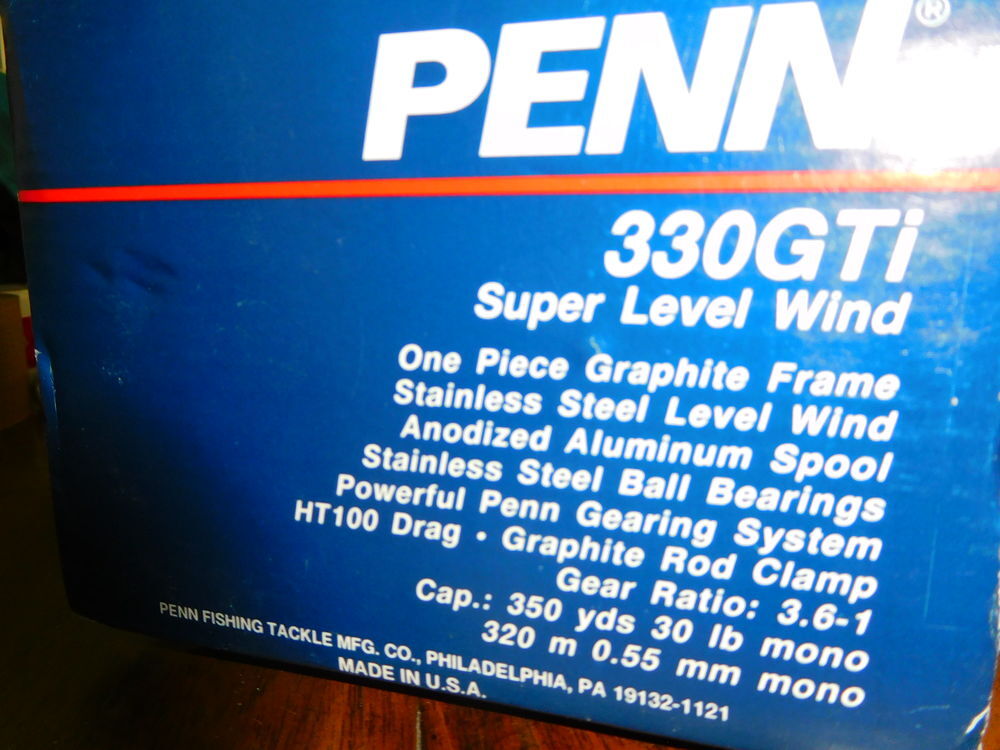 PENN®
330GTi
Super Level Wind
One Piece Graphite Frame
Stainless Steel Level Wind
Anodized Aluminum Spool
Stainless Steel Ball Bearings
Powerful Penn Gearing System
HT100 Drag • Graphite Rod Clamp
Gear Ratio: 3.6-1
Cap.: 350 yds 30 lb mono
320 m 0.55 mm mono
PENN FISHING TACKLE MFG. CO., PHILADELPHIA, PA 19132-1121
MADE IN U.S.A.